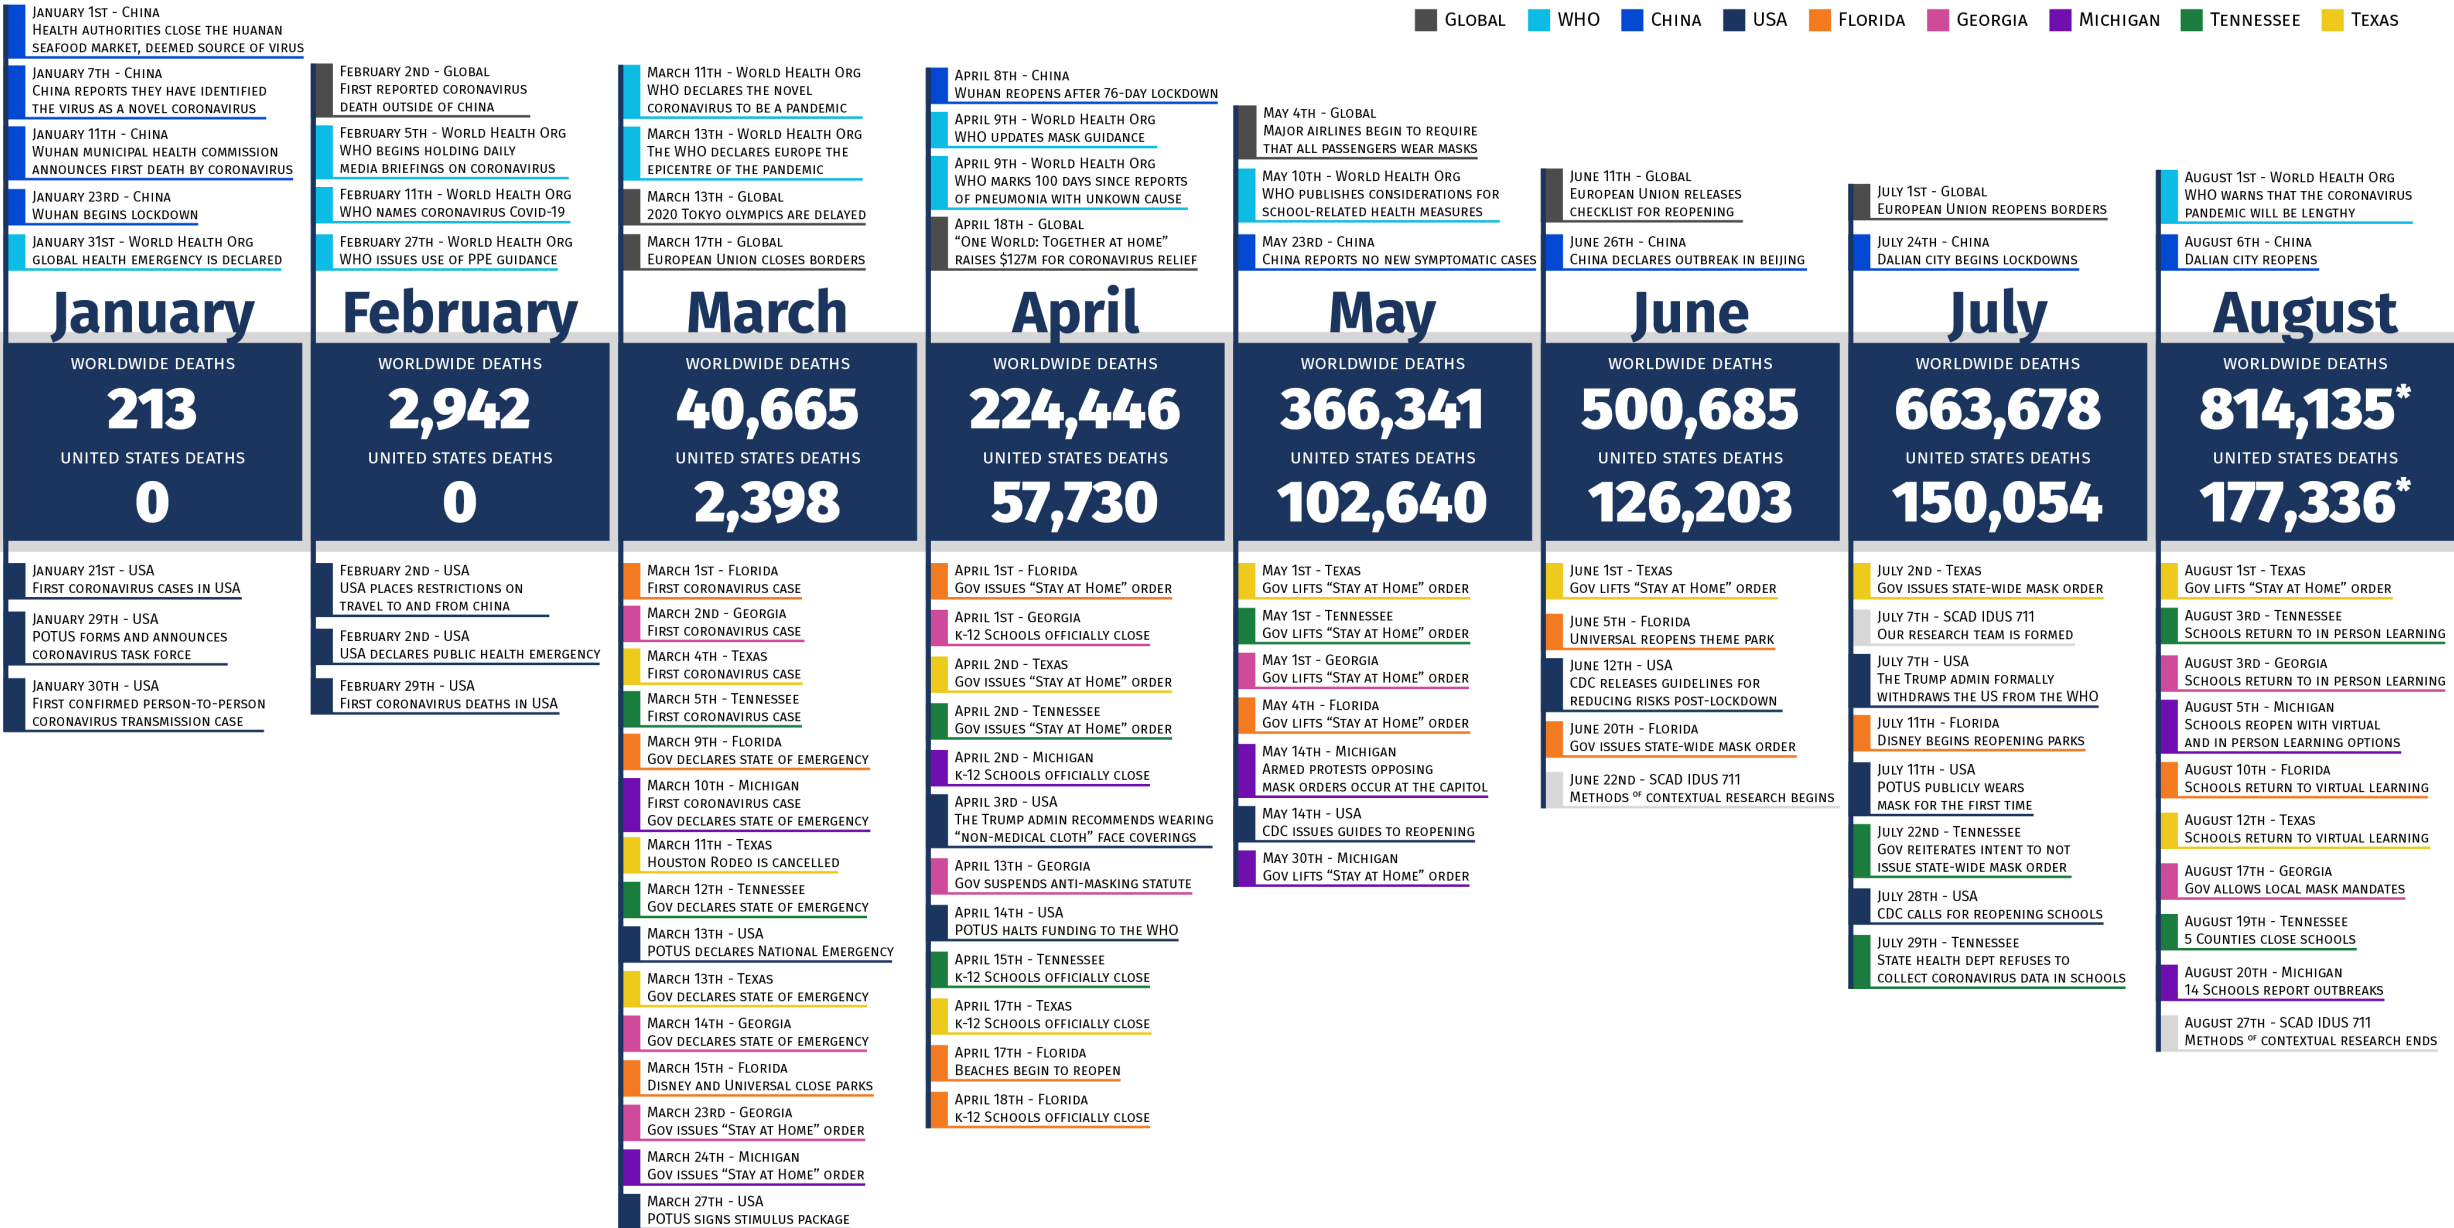 GLOBAL WHO CHINA USA FLORIDA GEORGIA MICHIGAN TENNESSEE TEXAS
JANUARY 1ST - CHINA
HEALTH AUTHORITIES CLOSE THE HUANAN
SEAFOOD MARKET, DEEMED SOURCE OF VIRUS
JANUARY 7TH - CHINA
CHINA REPORTS THEY HAVE IDENTIFIED
THE VIRUS AS A NOVEL CORONAVIRUS
JANUARY 11TH - CHINA
WUHAN MUNICIPAL HEALTH COMMISSION
ANNOUNCES FIRST DEATH BY CORONAVIRUS
JANUARY 23RD - CHINA
WUHAN BEGINS LOCKDOWN
JANUARY 31ST - WORLD HEALTH ORG
GLOBAL HEALTH EMERGENCY IS DECLARED
January
WORLDWIDE DEATHS
213
UNITED STATES DEATHS
0
JANUARY 21ST - USA
FIRST CORONAVIRUS CASES IN USA
JANUARY 29TH - USA
POTUS FORMS AND ANNOUNCES
CORONAVIRUS TASK FORCE
JANUARY 30TH - USA
FIRST CONFIRMED PERSON-TO-PERSON
CORONAVIRUS TRANSMISSION CASE
FEBRUARY 2ND - GLOBAL
FIRST REPORTED CORONAVIRUS
DEATH OUTSIDE OF CHINA
FEBRUARY 5TH - WORLD HEALTH ORG
WHO BEGINS HOLDING DAILY
MEDIA BRIEFINGS ON CORONAVIRUS
FEBRUARY 11TH - WORLD HEALTH ORG
WHO NAMES CORONAVIRUS COVID-19
FEBRUARY 27TH - WORLD HEALTH ORG
WHO ISSUES USE OF PPE GUIDANCE
February
WORLDWIDE DEATHS
2,942
UNITED STATES DEATHS
0
FEBRUARY 2ND - USA
USA PLACES RESTRICTIONS ON
TRAVEL TO AND FROM CHINA
FEBRUARY 2ND - USA
USA DECLARES PUBLIC HEALTH EMERGENCY
FEBRUARY 29TH - USA
FIRST CORONAVIRUS DEATHS IN USA
MARCH 11TH - WORLD HEALTH ORG
WHO DECLARES THE NOVEL
CORONAVIRUS TO BE A PANDEMIC
MARCH 13TH - WORLD HEALTH ORG
THE WHO DECLARES EUROPE THE
EPICENTRE OF THE PANDEMIC
MARCH 13TH - GLOBAL
2020 TOKYO OLYMPICS ARE DELAYED
MARCH 17TH - GLOBAL
EUROPEAN UNION CLOSES BORDERS
March
WORLDWIDE DEATHS
40,665
UNITED STATES DEATHS
2,398
MARCH 1ST - FLORIDA
FIRST CORONAVIRUS CASE
MARCH 2ND - GEORGIA
FIRST CORONAVIRUS CASE
MARCH 4TH - TEXAS
FIRST CORONAVIRUS CASE
MARCH 5TH - TENNESSEE
FIRST CORONAVIRUS CASE
MARCH 9TH - FLORIDA
GOV DECLARES STATE OF EMERGENCY
MARCH 10TH - MICHIGAN
FIRST CORONAVIRUS CASE
GOV DECLARES STATE OF EMERGENCY
MARCH 11TH - TEXAS
HOUSTON RODEO IS CANCELLED
MARCH 12TH - TENNESSEE
GOV DECLARES STATE OF EMERGENCY
MARCH 13TH - USA
POTUS DECLARES NATIONAL EMERGENCY
MARCH 13TH - TEXAS
GOV DECLARES STATE OF EMERGENCY
MARCH 14TH - GEORGIA
GOV DECLARES STATE OF EMERGENCY
MARCH 15TH - FLORIDA
DISNEY AND UNIVERSAL CLOSE PARKS
MARCH 23RD - GEORGIA
GOV ISSUES “STAY AT HOME” ORDER
MARCH 24TH - MICHIGAN
GOV ISSUES “STAY AT HOME” ORDER
MARCH 27TH - USA
POTUS SIGNS STIMULUS PACKAGE
APRIL 8TH - CHINA
WUHAN REOPENS AFTER 76-DAY LOCKDOWN
APRIL 9TH - WORLD HEALTH ORG
WHO UPDATES MASK GUIDANCE
APRIL 9TH - WORLD HEALTH ORG
WHO MARKS 100 DAYS SINCE REPORTS
OF PNEUMONIA WITH UNKOWN CAUSE
APRIL 18TH - GLOBAL
“ONE WORLD: TOGETHER AT HOME”
RAISES $127M FOR CORONAVIRUS RELIEF
April
WORLDWIDE DEATHS
224,446
UNITED STATES DEATHS
57,730
APRIL 1ST - FLORIDA
GOV ISSUES “STAY AT HOME” ORDER
APRIL 1ST - GEORGIA
K-12 SCHOOLS OFFICIALLY CLOSE
APRIL 2ND - TEXAS
GOV ISSUES “STAY AT HOME” ORDER
APRIL 2ND - TENNESSEE
GOV ISSUES “STAY AT HOME” ORDER
APRIL 2ND - MICHIGAN
K-12 SCHOOLS OFFICIALLY CLOSE
APRIL 3RD - USA
THE TRUMP ADMIN RECOMMENDS WEARING
“NON-MEDICAL CLOTH” FACE COVERINGS
APRIL 13TH - GEORGIA
GOV SUSPENDS ANTI-MASKING STATUTE
APRIL 14TH - USA
POTUS HALTS FUNDING TO THE WHO
APRIL 15TH - TENNESSEE
K-12 SCHOOLS OFFICIALLY CLOSE
APRIL 17TH - TEXAS
K-12 SCHOOLS OFFICIALLY CLOSE
APRIL 17TH - FLORIDA
BEACHES BEGIN TO REOPEN
APRIL 18TH - FLORIDA
K-12 SCHOOLS OFFICIALLY CLOSE
MAY 4TH - GLOBAL
MAJOR AIRLINES BEGIN TO REQUIRE
THAT ALL PASSENGERS WEAR MASKS
MAY 10TH - WORLD HEALTH ORG
WHO PUBLISHES CONSIDERATIONS FOR
SCHOOL-RELATED HEALTH MEASURES
MAY 23RD - CHINA
CHINA REPORTS NO NEW SYMPTOMATIC CASES
May
WORLDWIDE DEATHS
366,341
UNITED STATES DEATHS
102,640
MAY 1ST - TEXAS
GOV LIFTS “STAY AT HOME” ORDER
MAY 1ST - TENNESSEE
GOV LIFTS “STAY AT HOME” ORDER
MAY 1ST - GEORGIA
GOV LIFTS “STAY AT HOME” ORDER
MAY 4TH - FLORIDA
GOV LIFTS “STAY AT HOME” ORDER
MAY 14TH - MICHIGAN
ARMED PROTESTS OPPOSING
MASK ORDERS OCCUR AT THE CAPITOL
MAY 14TH - USA
CDC ISSUES GUIDES TO REOPENING
MAY 30TH - MICHIGAN
GOV LIFTS “STAY AT HOME” ORDER
JUNE 11TH - GLOBAL
EUROPEAN UNION RELEASES
CHECKLIST FOR REOPENING
JUNE 26TH - CHINA
CHINA DECLARES OUTBREAK IN BEIJING
June
WORLDWIDE DEATHS
500,685
UNITED STATES DEATHS
126,203
JUNE 1ST - TEXAS
GOV LIFTS “STAY AT HOME” ORDER
JUNE 5TH - FLORIDA
UNIVERSAL REOPENS THEME PARK
JUNE 12TH - USA
CDC RELEASES GUIDELINES FOR
REDUCING RISKS POST-LOCKDOWN
JUNE 20TH - FLORIDA
GOV ISSUES STATE-WIDE MASK ORDER
JUNE 22ND - SCAD IDUS 711
METHODS OF CONTEXTUAL RESEARCH BEGINS
JULY 1ST - GLOBAL
EUROPEAN UNION REOPENS BORDERS
JULY 24TH - CHINA
DALIAN CITY BEGINS LOCKDOWNS
July
WORLDWIDE DEATHS
663,678
UNITED STATES DEATHS
150,054
JULY 2ND - TEXAS
GOV ISSUES STATE-WIDE MASK ORDER
JULY 7TH - SCAD IDUS 711
OUR RESEARCH TEAM IS FORMED
JULY 7TH - USA
THE TRUMP ADMIN FORMALLY
WITHDRAWS THE US FROM THE WHO
JULY 11TH - FLORIDA
DISNEY BEGINS REOPENING PARKS
JULY 11TH - USA
POTUS PUBLICLY WEARS
MASK FOR THE FIRST TIME
JULY 22ND - TENNESSEE
GOV REITERATES INTENT TO NOT
ISSUE STATE-WIDE MASK ORDER
JULY 28TH - USA
CDC CALLS FOR REOPENING SCHOOLS
JULY 29TH - TENNESSEE
STATE HEALTH DEPT REFUSES TO
COLLECT CORONAVIRUS DATA IN SCHOOLS
AUGUST 1ST - WORLD HEALTH ORG
WHO WARNS THAT THE CORONAVIRUS
PANDEMIC WILL BE LENGTHY
AUGUST 6TH - CHINA
DALIAN CITY REOPENS
August
WORLDWIDE DEATHS
814,135*
UNITED STATES DEATHS
177,336*
AUGUST 1ST - TEXAS
GOV LIFTS “STAY AT HOME” ORDER
AUGUST 3RD - TENNESSEE
SCHOOLS RETURN TO IN PERSON LEARNING
AUGUST 3RD - GEORGIA
SCHOOLS RETURN TO IN PERSON LEARNING
AUGUST 5TH - MICHIGAN
SCHOOLS REOPEN WITH VIRTUAL
AND IN PERSON LEARNING OPTIONS
AUGUST 10TH - FLORIDA
SCHOOLS RETURN TO VIRTUAL LEARNING
AUGUST 12TH - TEXAS
SCHOOLS RETURN TO VIRTUAL LEARNING
AUGUST 17TH - GEORGIA
GOV ALLOWS LOCAL MASK MANDATES
AUGUST 19TH - TENNESSEE
5 COUNTIES CLOSE SCHOOLS
AUGUST 20TH - MICHIGAN
14 SCHOOLS REPORT OUTBREAKS
AUGUST 27TH - SCAD IDUS 711
METHODS OF CONTEXTUAL RESEARCH ENDS